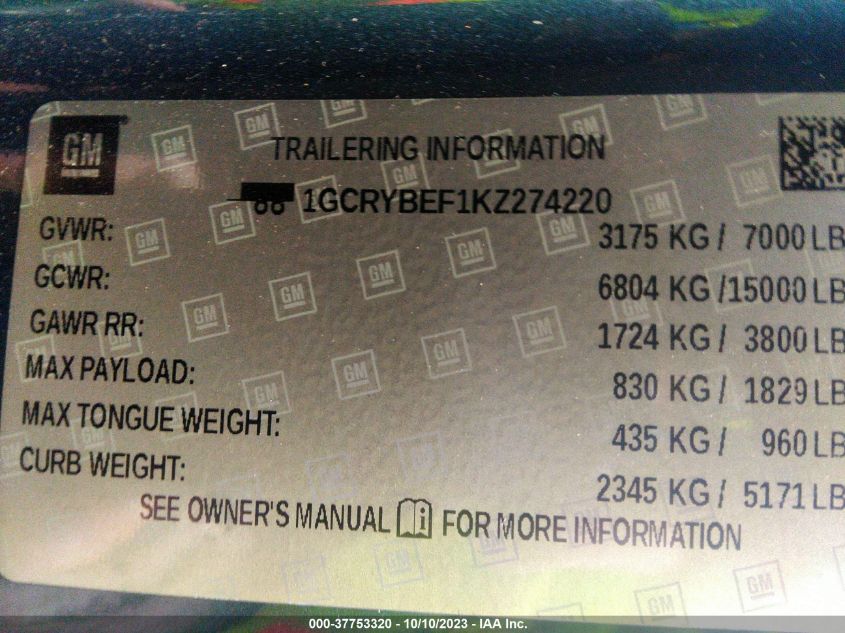 GM
TRAILERING INFORMATION
1GCRYBEF1KZ274220
GVWR: 3175 KG / 7000 LB
GCWR: 6804 KG /15000 LB
GAWR RR: 1724 KG / 3800 LB
MAX PAYLOAD: 830 KG / 1829 LB
MAX TONGUE WEIGHT: 435 KG / 960 LB
CURB WEIGHT: 2345 KG / 5171 LB
SEE OWNER'S MANUAL FOR MORE INFORMATION
000-37753320 / 10/10/2023 - IAA Inc.